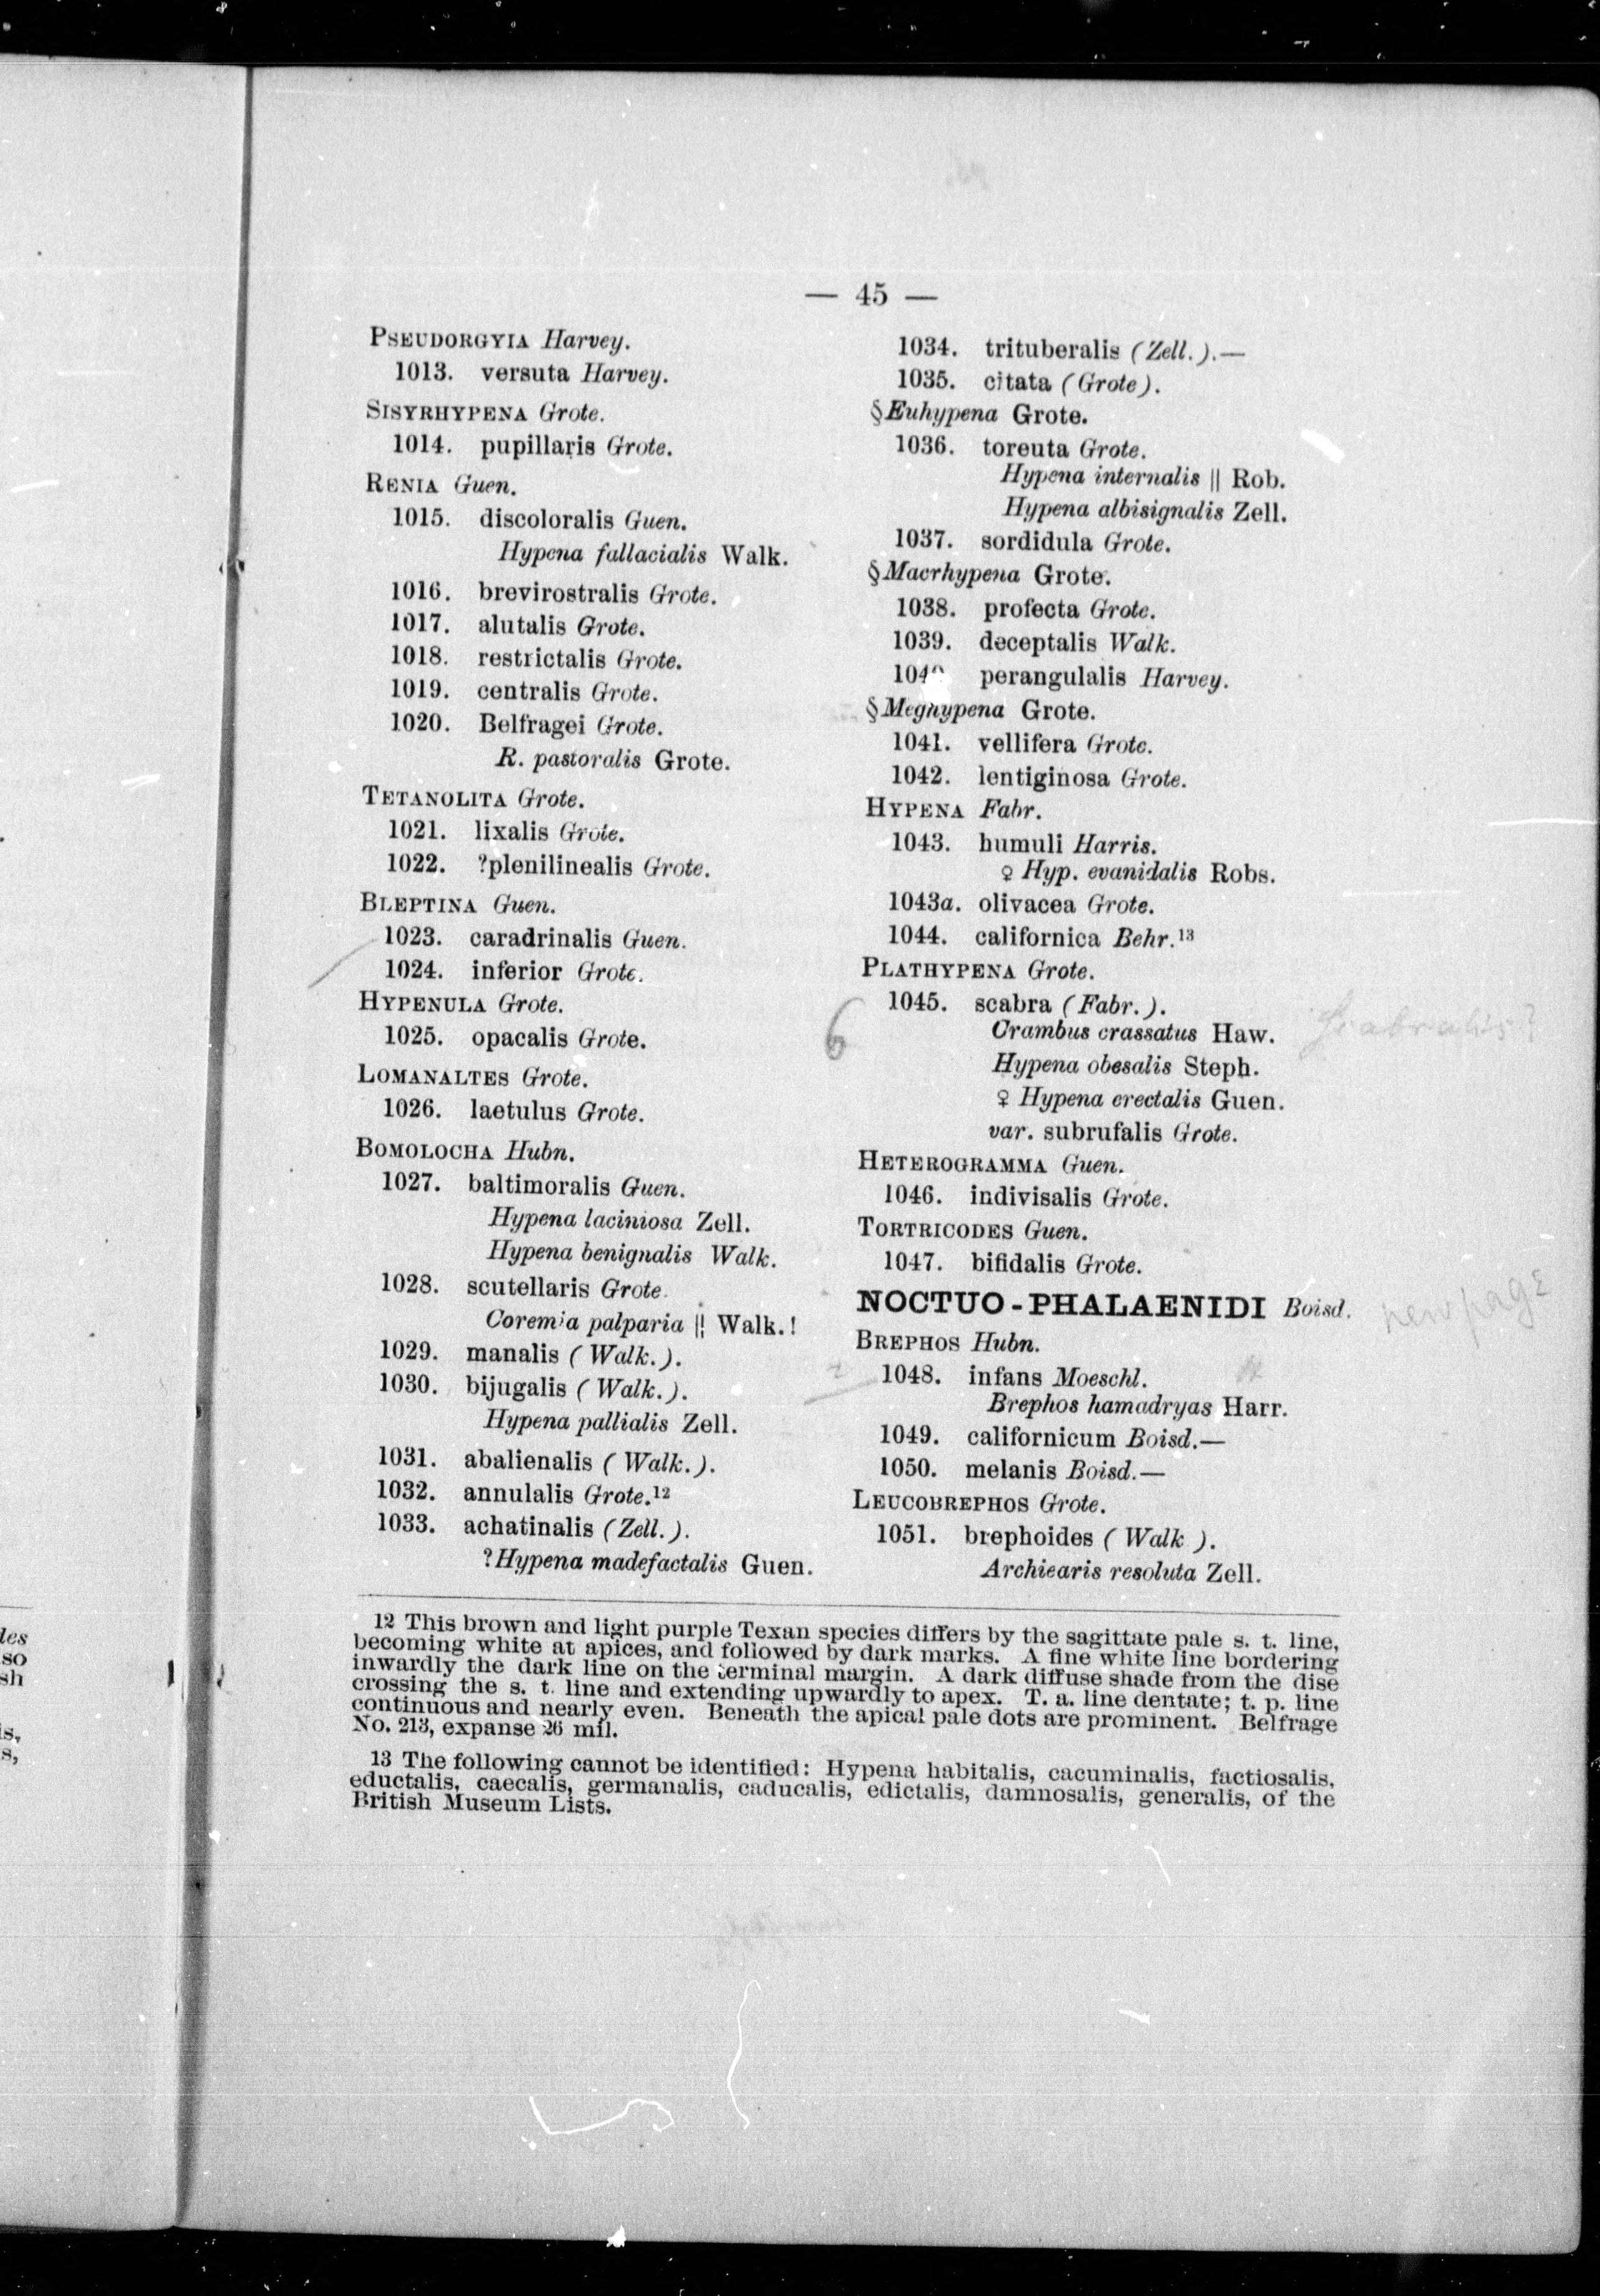 — 45 —
PSEUDORGYIA Harvey.
1013. versuta Harvey.
SISYRHYPENA Grote.
1014. pupillaris Grote.
RENIA Guen.
1015. discoloralis Guen.
Hypena fallacialis Walk.
1016. brevirostralis Grote.
1017. alutalis Grote.
1018. restrictalis Grote.
1019. centralis Grote.
1020. Belfragei Grote.
R. pastoralis Grote.
TETANOLITA Grote.
1021. lixalis Grote.
1022. ?plenilinealis Grote.
BLEPTINA Guen.
1023. caradrinalis Guen.
1024. inferior Grote.
HYPENULA Grote.
1025. opacalis Grote.
LOMANALTES Grote.
1026. laetulus Grote.
BOMOLOCHA Hubn.
1027. baltimoralis Guen.
Hypena laciniosa Zell.
Hypena benignalis Walk.
1028. scutellaris Grote.
Coremia palparia || Walk.!
1029. manalis (Walk.).
1030. bijugalis (Walk.).
Hypena pallialis Zell.
1031. abalienalis (Walk.).
1032. annulalis Grote.¹²
1033. achatinalis (Zell.).
?Hypena madefactalis Guen.
1034. trituberalis (Zell.).—
1035. citata (Grote).
§Euhypena Grote.
1036. toreuta Grote.
Hypena internalis || Rob.
Hypena albisignalis Zell.
1037. sordidula Grote.
§Macrhypena Grote.
1038. profecta Grote.
1039. deceptalis Walk.
1040 perangulalis Harvey.
§Meghypena Grote.
1041. vellifera Grote.
1042. lentiginosa Grote.
HYPENA Fabr.
1043. humuli Harris.
♀ Hyp. evanidalis Robs.
1043a. olivacea Grote.
1044. californica Behr.¹³
PLATHYPENA Grote.
6 1045. scabra (Fabr.). Scabralis?
Crambus crassatus Haw.
Hypena obesalis Steph.
♀ Hypena erectalis Guen.
var. subrufalis Grote.
HETEROGRAMMA Guen.
1046. indivisalis Grote.
TORTRICODES Guen.
1047. bifidalis Grote.
NOCTUO-PHALAENIDI Boisd. new page
BREPHOS Hubn.
1048. infans Moeschl.
Brephos hamadryas Harr.
1049. californicum Boisd.—
1050. melanis Boisd.—
LEUCOBREPHOS Grote.
1051. brephoides (Walk ).
Archiearis resoluta Zell.
12 This brown and light purple Texan species differs by the sagittate pale s. t. line,
becoming white at apices, and followed by dark marks. A fine white line bordering
inwardly the dark line on the terminal margin. A dark diffuse shade from the dise
crossing the s. t. line and extending upwardly to apex. T. a. line dentate; t. p. line
continuous and nearly even. Beneath the apical pale dots are prominent. Belfrage
No. 213, expanse 26 mil.
13 The following cannot be identified: Hypena habitalis, cacuminalis, factiosalis,
eductalis, caecalis, germanalis, caducalis, edictalis, damnosalis, generalis, of the
British Museum Lists.